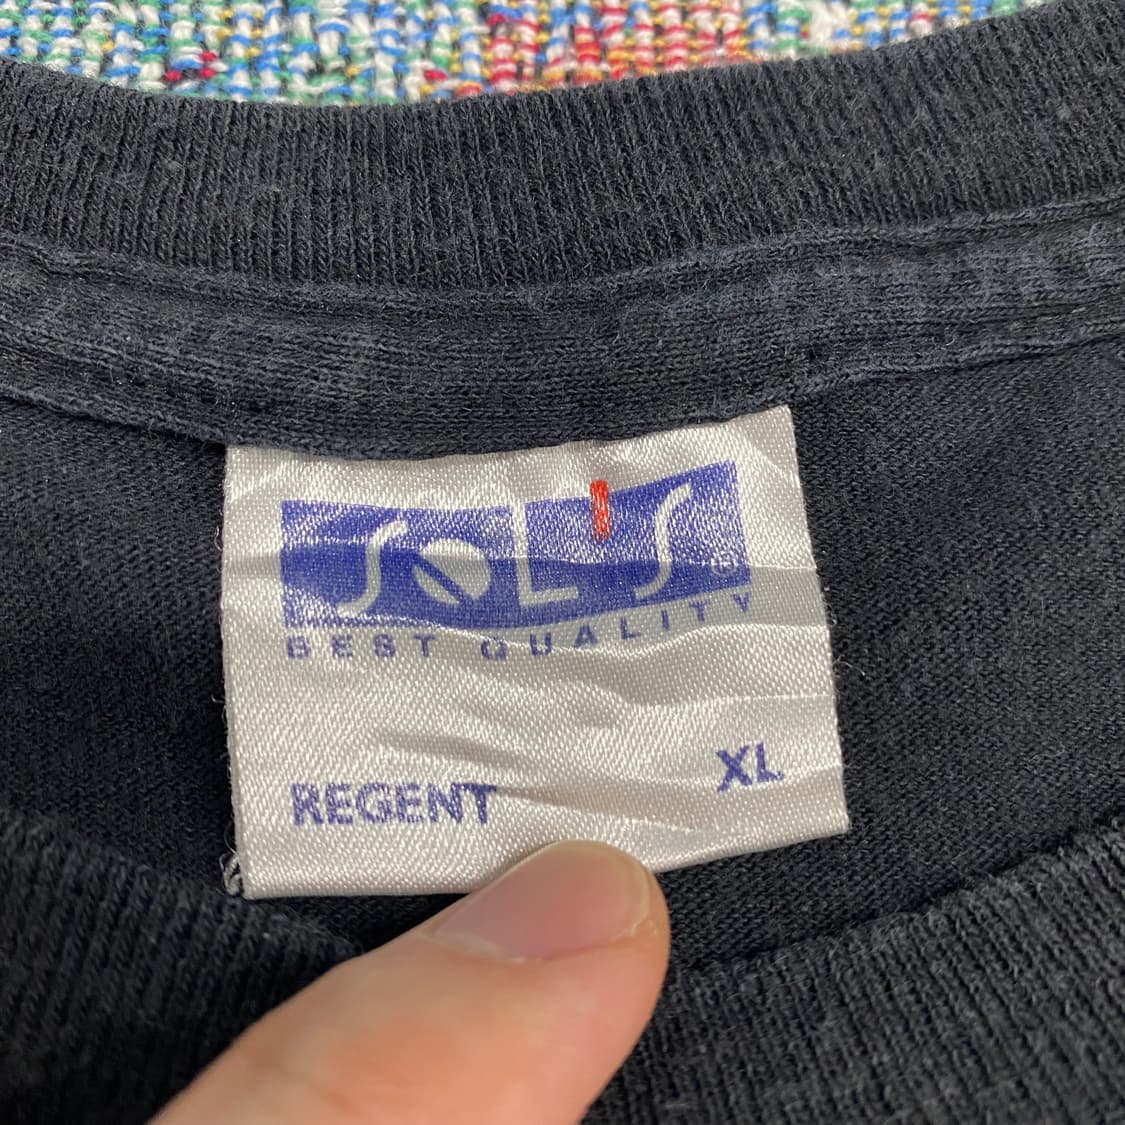 SOL'S ®
BEST QUALITY
REGENT
XL